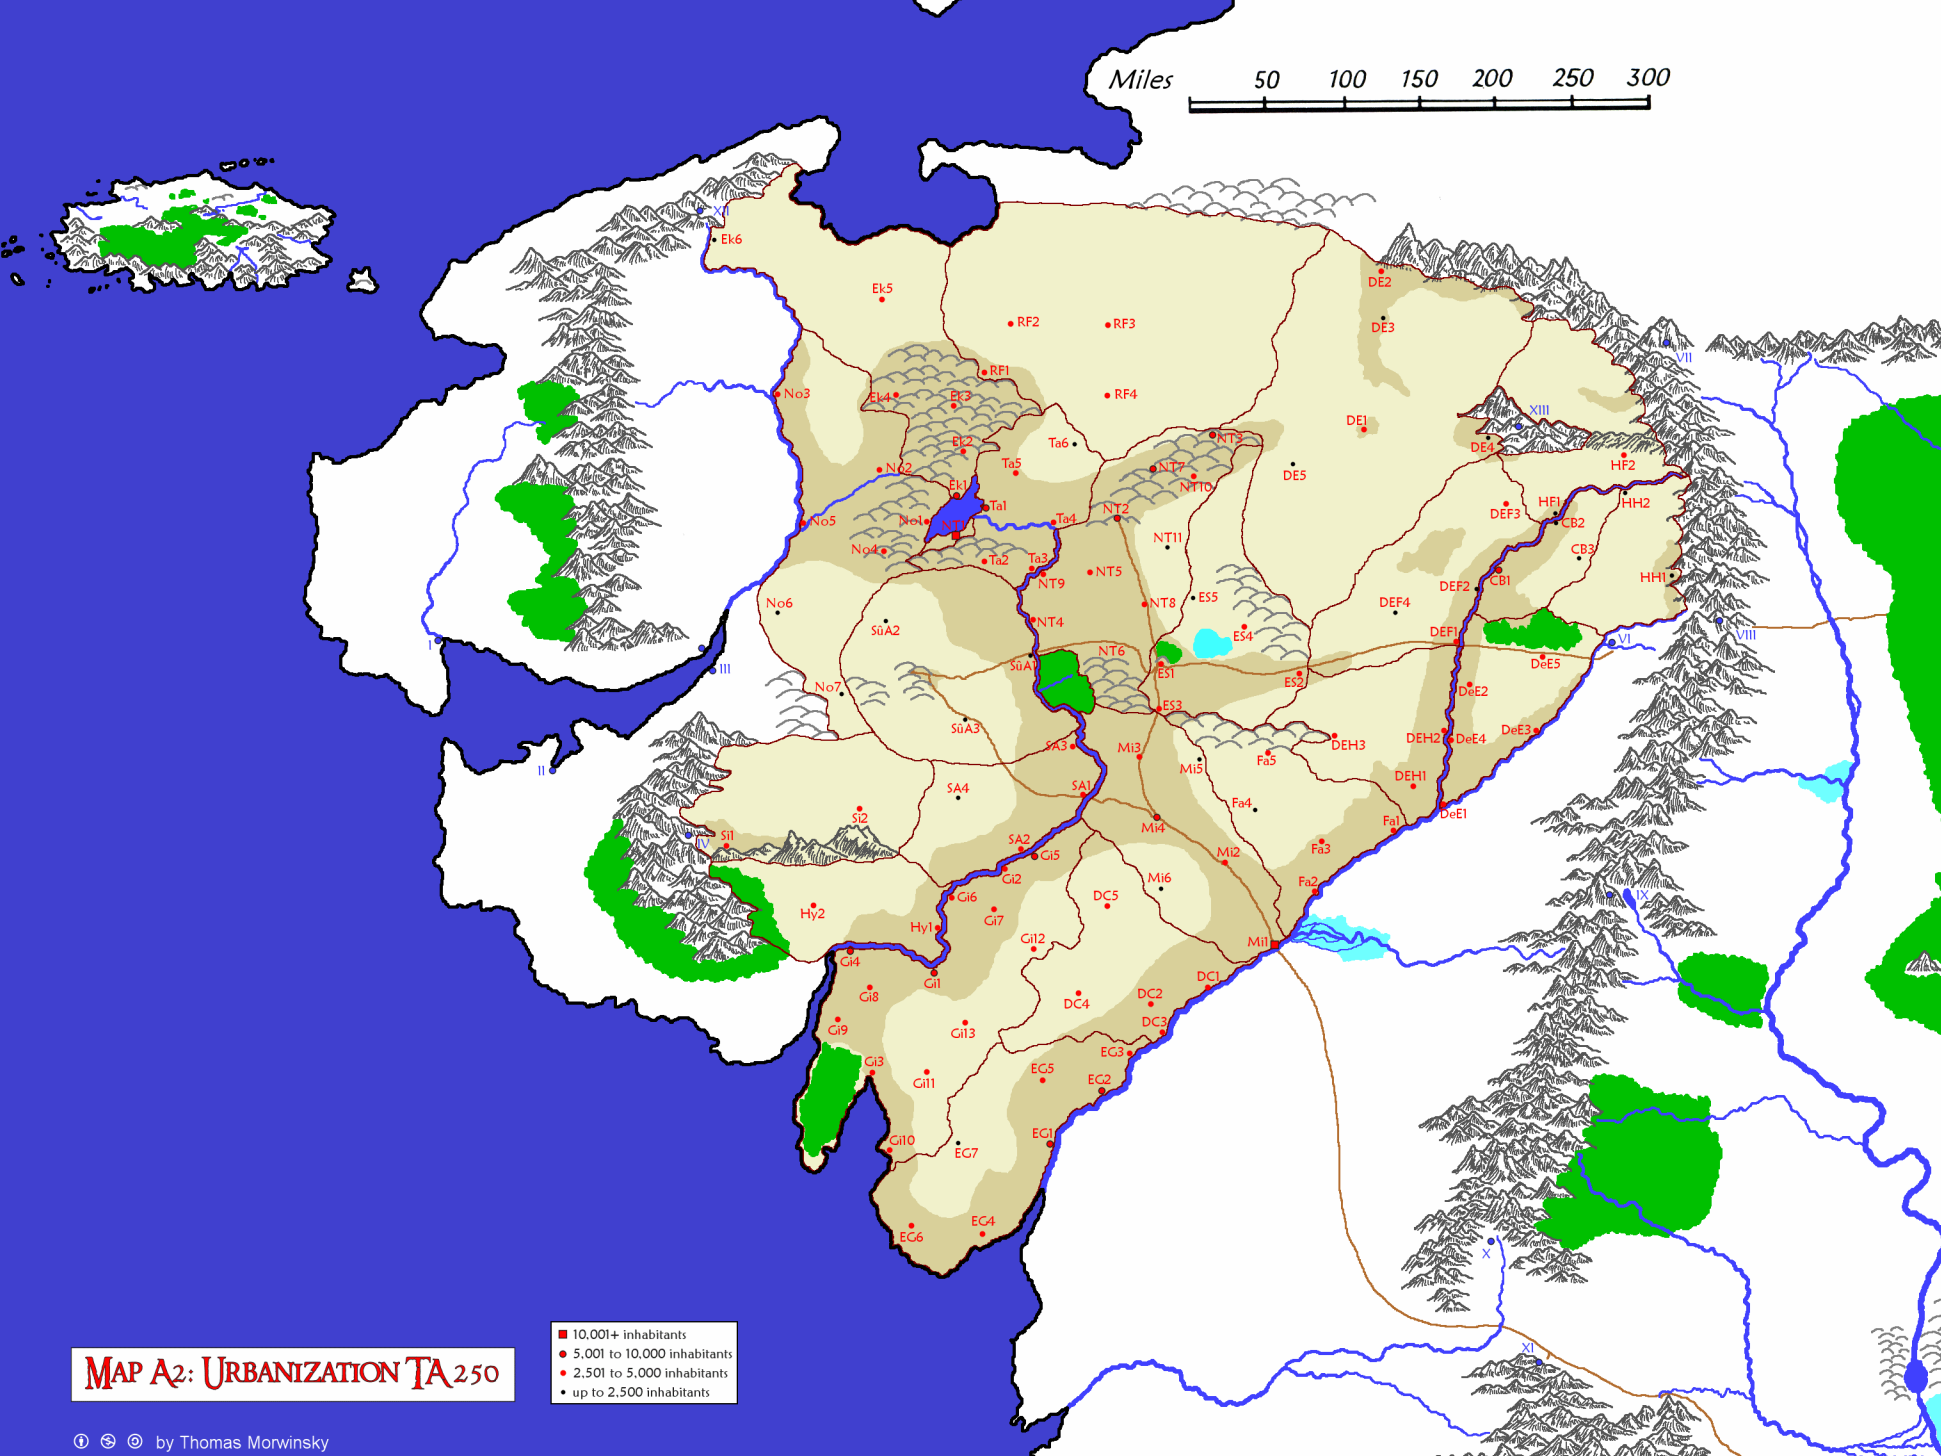 Miles 50 100 150 200 250 300
XII
Ek6
DE2
Ek5
RF2
RF3
DE3
VII
RF1
No3
Ek4
Ek3
RF4
XIII
DE1
Ek2
Ta6
NT3
DE4
No2
Ta5
NT7
DE5
HF2
Ek1
NT10
HF1
HH2
Ta1
No5
No1
NT1
Ta4
NT2
DEF3
CB2
No4
Ta2
Ta3
NT11
CB3
NT9
NT5
CB1
HH1
DEF2
No6
NT8
ES5
DEF4
NT4
SûA2
ES4
DEF1
VIII
I
VI
NT6
SûA1
III
ES1
DeE5
ES2
No7
DeE2
ES3
SûA3
SA3
Mi3
DEH3
DEH2
DeE4
DeE3
II
Mi5
Fa5
DEH1
SA4
SA1
Fa4
Si2
DeE1
Si1
Mi4
Fa1
IV
SA2
Gi5
Mi2
Fa3
Gi2
Mi6
Fa2
Hy2
Gi6
DC5
IX
Gi7
Hy1
Gi12
Mi1
Gi4
Gi1
DC1
Gi8
DC4
DC2
Gi9
Gi13
DC3
EG3
Gi3
EG5
Gi11
EG2
EG1
Gi10
EG7
EG4
EG6
X
XI
10,001+ inhabitants
5,001 to 10,000 inhabitants
2,501 to 5,000 inhabitants
up to 2,500 inhabitants
Map A2: Urbanization TA 250
by Thomas Morwinsky